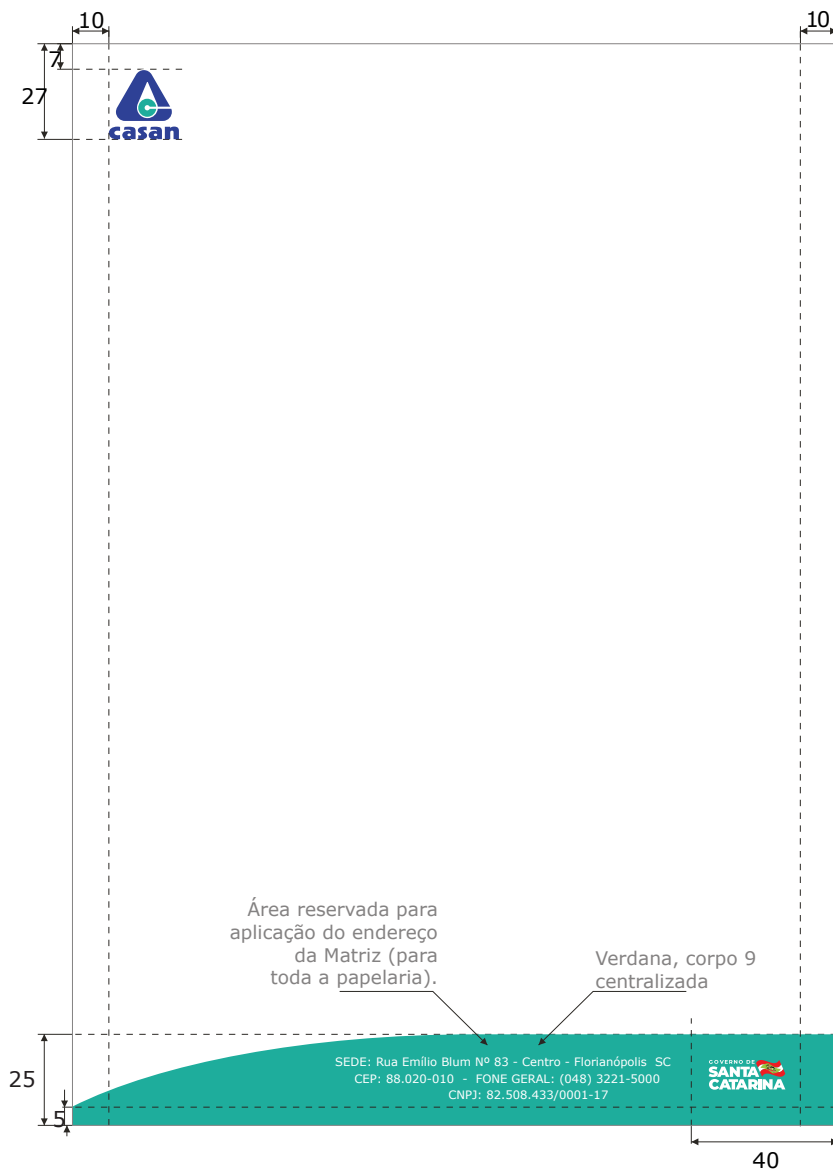 10
10
7
27
casan
Área reservada para
aplicação do endereço
da Matriz (para
toda a papelaria).
Verdana, corpo 9
centralizada
25
5
SEDE: Rua Emílio Blum Nº 83 - Centro - Florianópolis  SC
CEP: 88.020-010  -  FONE GERAL: (048) 3221-5000
CNPJ: 82.508.433/0001-17
GOVERNO DE
SANTA
CATARINA
40